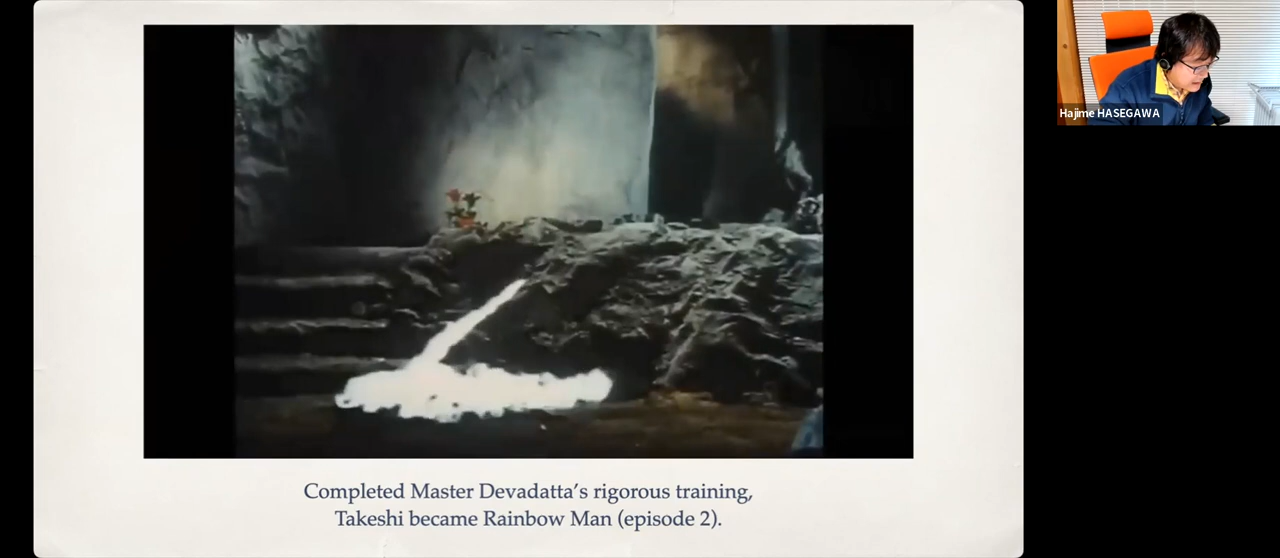 Hajime HASEGAWA
Completed Master Devadatta’s rigorous training,
Takeshi became Rainbow Man (episode 2).